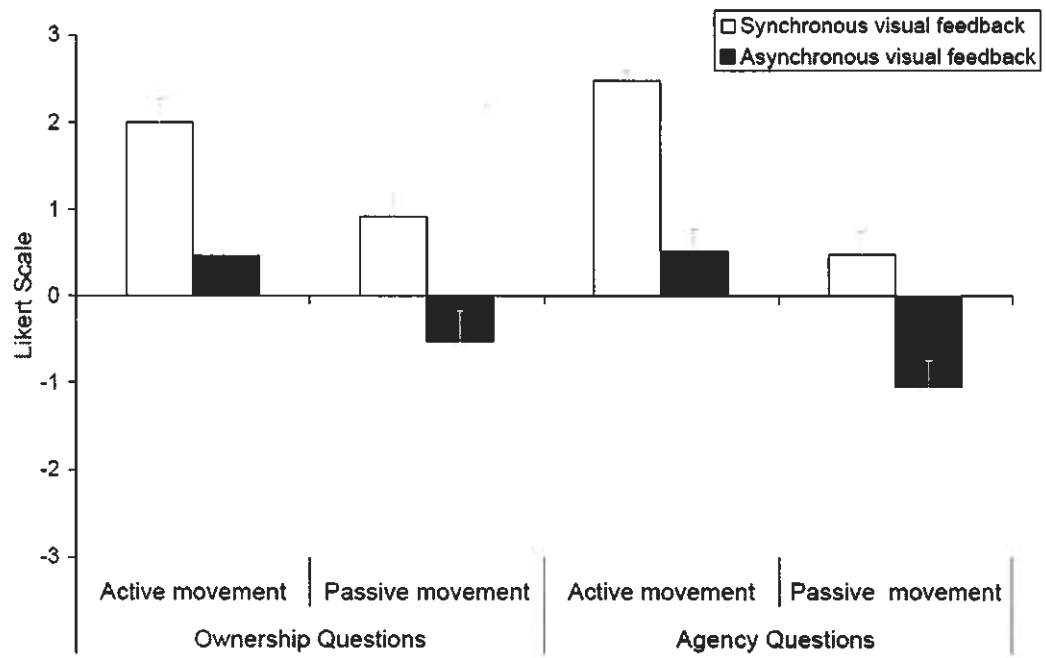 Synchronous visual feedback
Asynchronous visual feedback
3
2
1
0
-1
-2
-3
Likert Scale
Active movement
Passive movement
Active movement
Passive movement
Ownership Questions
Agency Questions